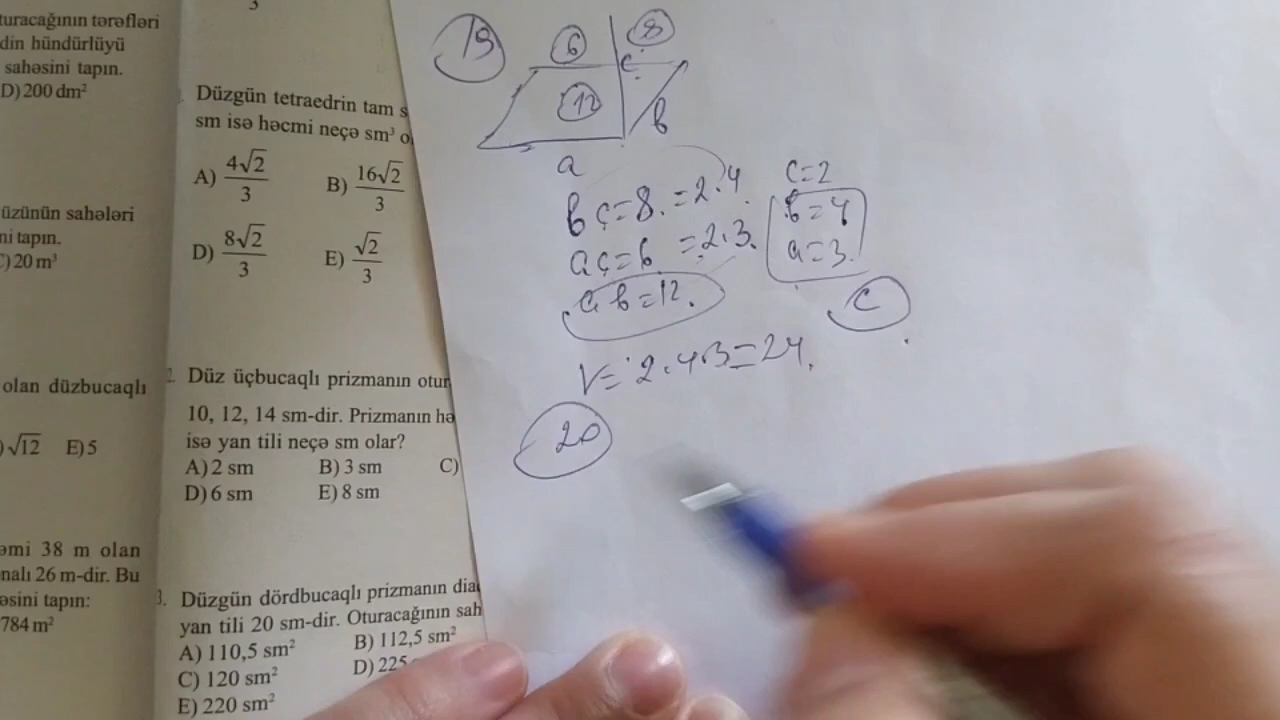 turacağının tərəfləri
din hündürlüyü
sahəsini tapın.
D) 200 dm²
üzünün sahələri
ni tapın.
C) 20 m³
olan düzbucaqlı
√12 E) 5
əmi 38 m olan
nalı 26 m-dir. Bu
əsini tapın:
784 m²
3
Düzgün tetraedrin tam s
sm isə həcmi neçə sm³ o
A) 4√2/3 B) 16√2/3
D) 8√2/3 E) √2/3
2. Düz üçbucaqlı prizmanın otur
10, 12, 14 sm-dir. Prizmanın hə
isə yan tili neçə sm olar?
A) 2 sm B) 3 sm C)
D) 6 sm E) 8 sm
3. Düzgün dördbucaqlı prizmanın dia
yan tili 20 sm-dir. Oturacağının sah
A) 110,5 sm² B) 112,5 sm²
C) 120 sm² D) 225
E) 220 sm²
19
6 8
c
12
b
a
bc=8.=2.4.
ac=6 =2.3.
ab=12.
c=2
b=4
a=3.
C
V=2.4.3=24.
20